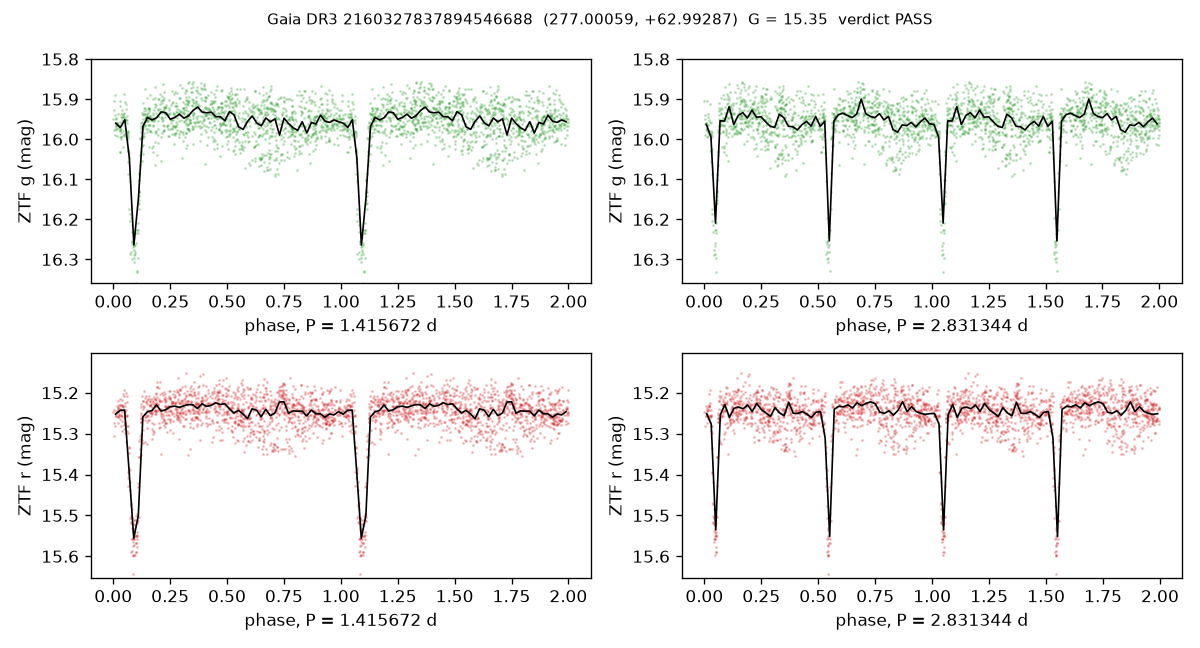 Gaia DR3 2160327837894546688 (277.00059, +62.99287) G = 15.35 verdict PASS
15.8
15.9
16.0
16.1
16.2
16.3
ZTF g (mag)
0.00 0.25 0.50 0.75 1.00 1.25 1.50 1.75 2.00
phase, P = 1.415672 d
15.8
15.9
16.0
16.1
16.2
16.3
ZTF g (mag)
0.00 0.25 0.50 0.75 1.00 1.25 1.50 1.75 2.00
phase, P = 2.831344 d
15.2
15.3
15.4
15.5
15.6
ZTF r (mag)
0.00 0.25 0.50 0.75 1.00 1.25 1.50 1.75 2.00
phase, P = 1.415672 d
15.2
15.3
15.4
15.5
15.6
ZTF r (mag)
0.00 0.25 0.50 0.75 1.00 1.25 1.50 1.75 2.00
phase, P = 2.831344 d